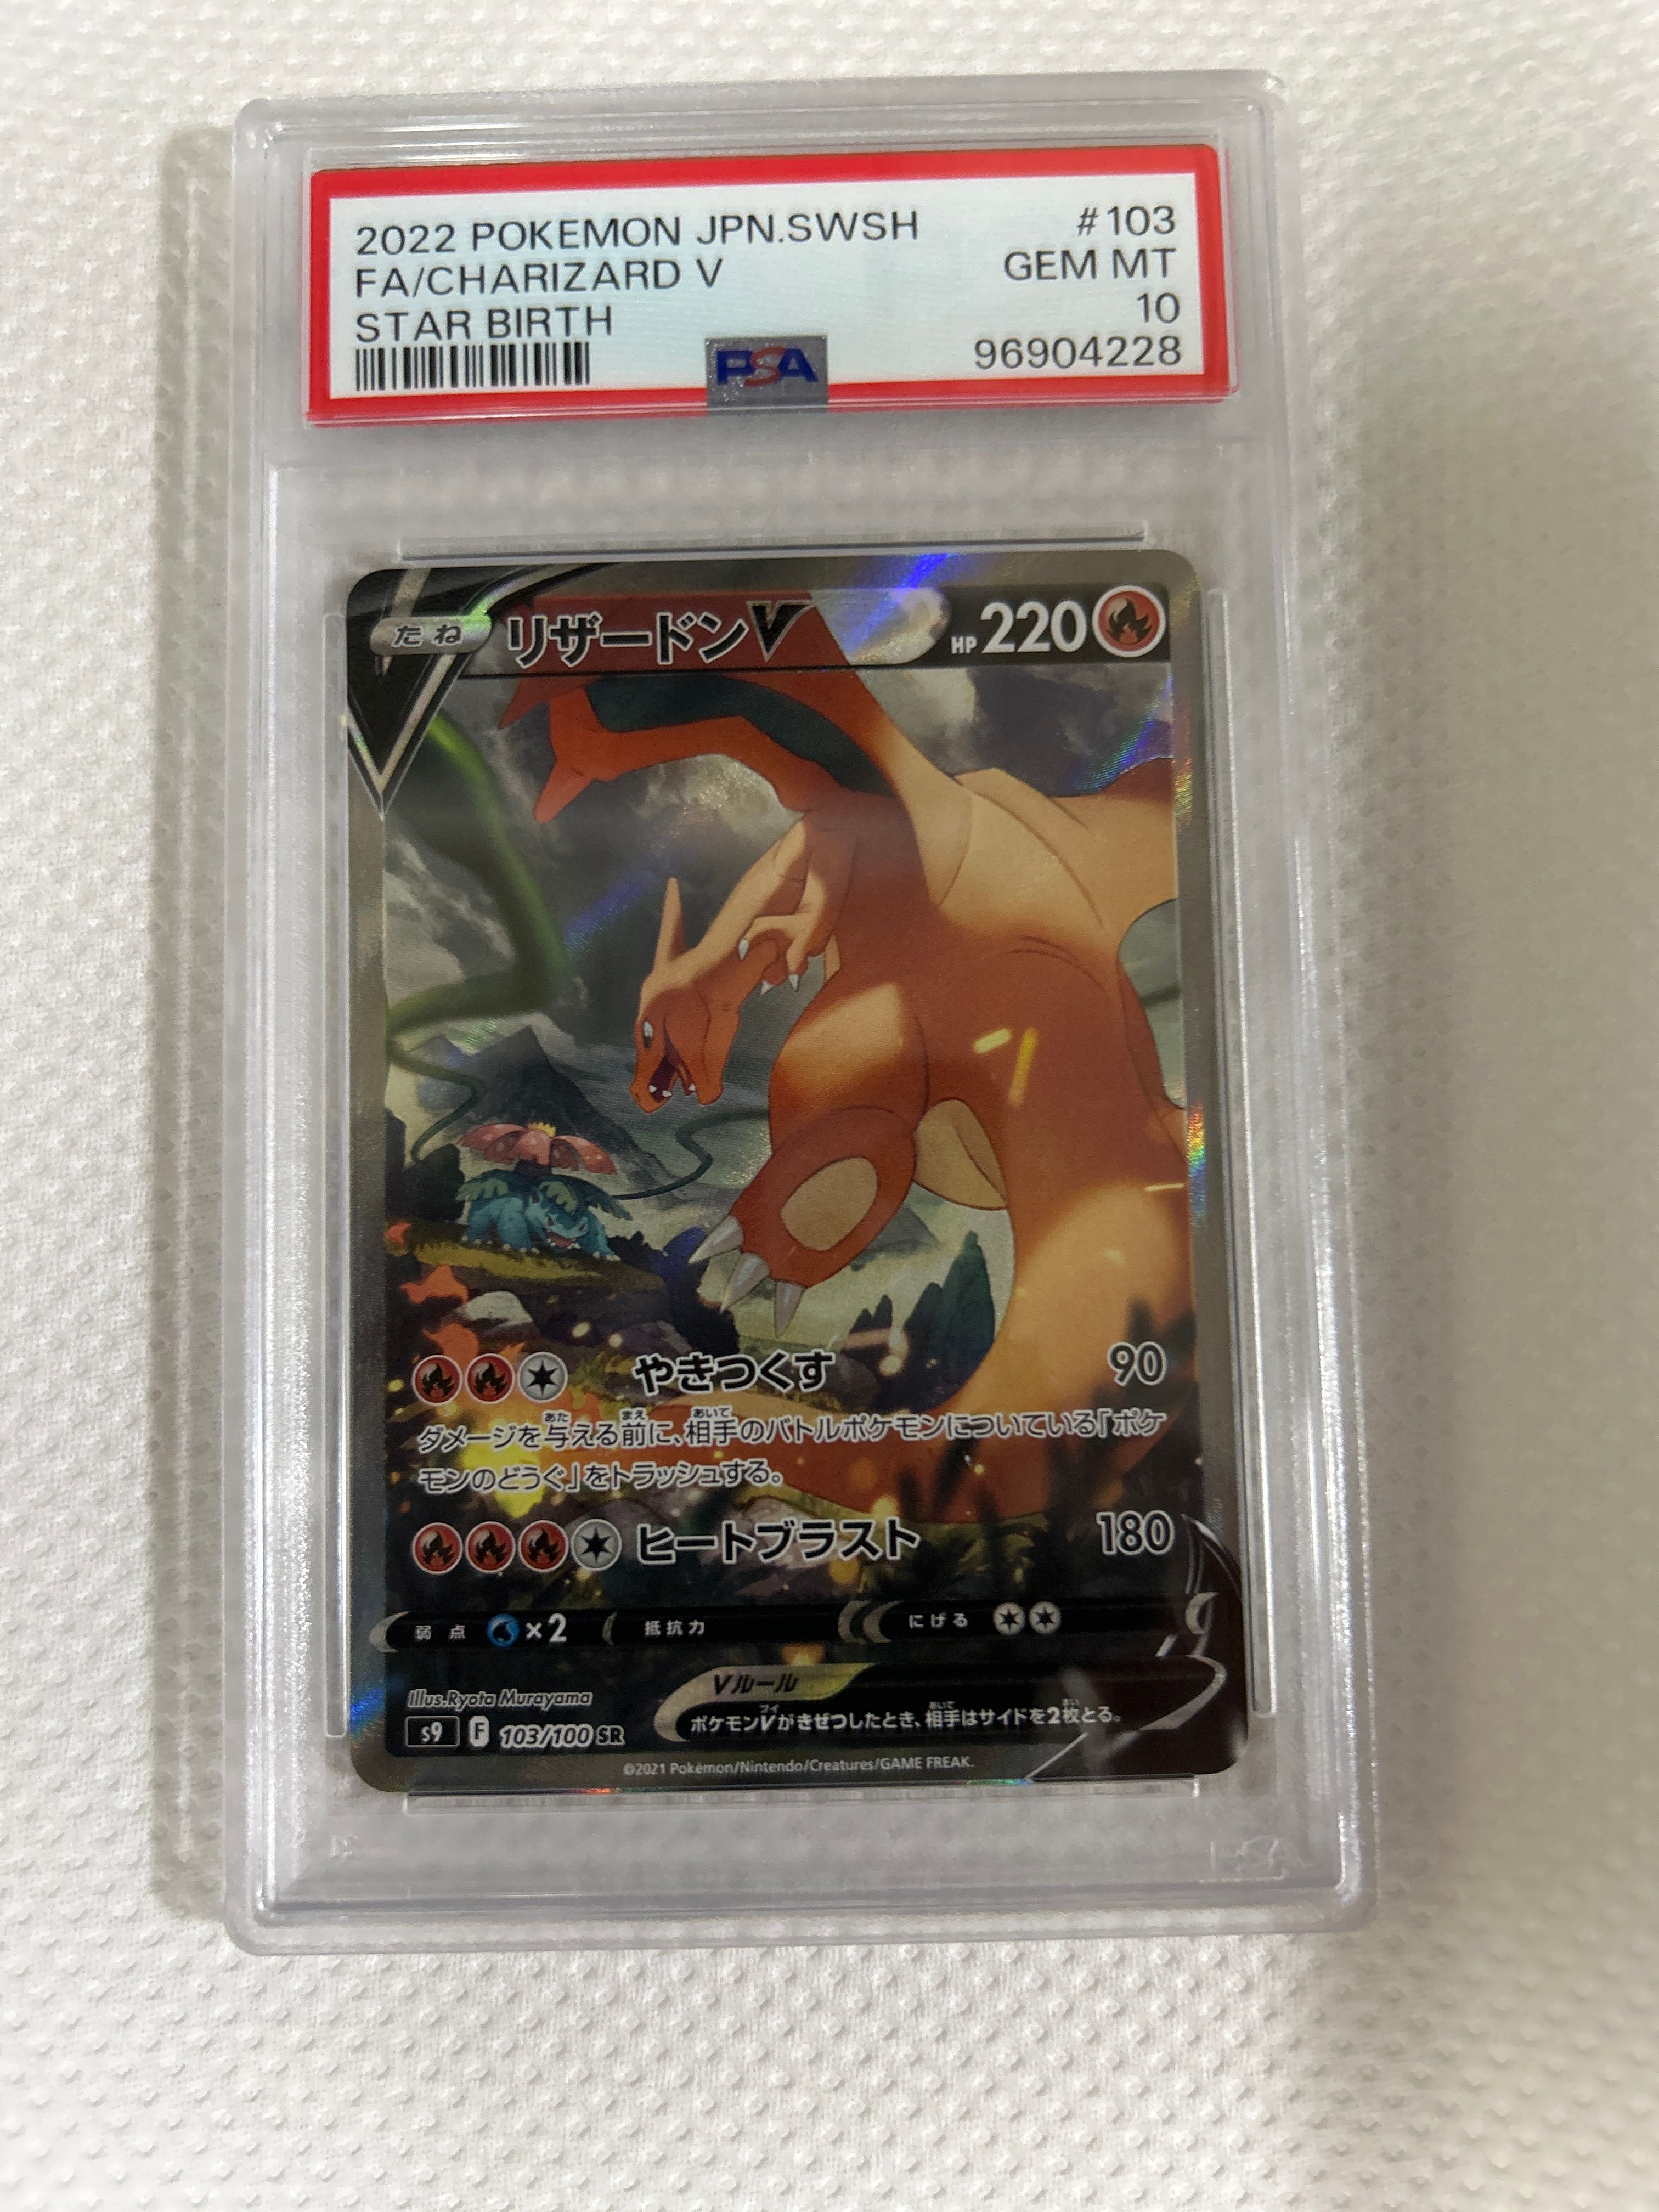 2022 POKEMON JPN.SWSH #103
FA/CHARIZARD V GEM MT
STAR BIRTH 10
PSA 96904228
たね リザードンV HP 220
やきつくす 90
ダメージを与える前に、相手のバトルポケモンについている「ポケ
モンのどうぐ」をトラッシュする。
ヒートブラスト 180
弱点 ×2 抵抗力 にげる
Illus.Ryota Murayama
Vルール
ポケモンVがきぜつしたとき、相手はサイドを2枚とる。
s9 F 103/100 SR
©2021 Pokémon/Nintendo/Creatures/GAME FREAK.